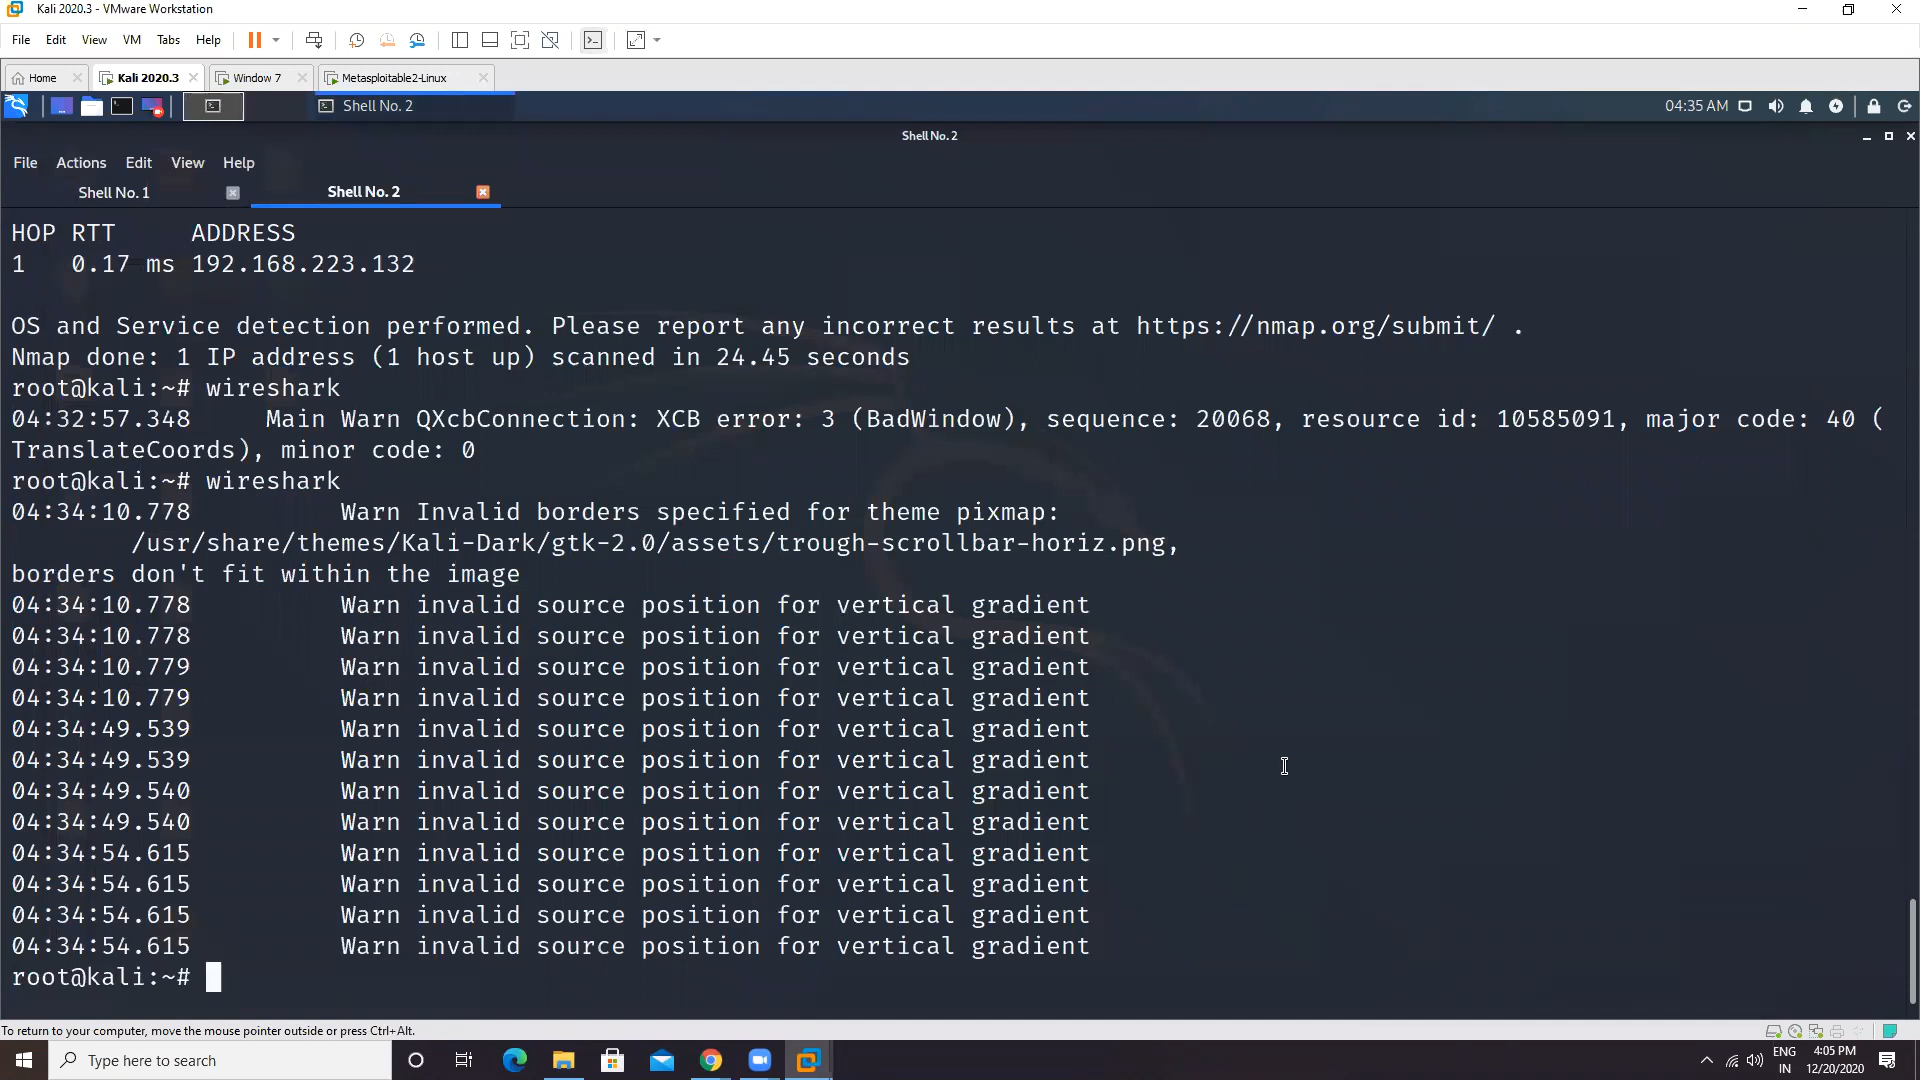 Kali 2020.3 - VMware Workstation
File Edit View VM Tabs Help
Home Kali 2020.3 Window 7 Metasploitable2-Linux
Shell No. 2 04:35 AM
Shell No. 2
File Actions Edit View Help
Shell No. 1 Shell No. 2
HOP RTT     ADDRESS
1   0.17 ms 192.168.223.132
OS and Service detection performed. Please report any incorrect results at https://nmap.org/submit/ .
Nmap done: 1 IP address (1 host up) scanned in 24.45 seconds
root@kali:~# wireshark
04:32:57.348     Main Warn QXcbConnection: XCB error: 3 (BadWindow), sequence: 20068, resource id: 10585091, major code: 40 (
TranslateCoords), minor code: 0
root@kali:~# wireshark
04:34:10.778          Warn Invalid borders specified for theme pixmap:
        /usr/share/themes/Kali-Dark/gtk-2.0/assets/trough-scrollbar-horiz.png,
borders don't fit within the image
04:34:10.778          Warn invalid source position for vertical gradient
04:34:10.778          Warn invalid source position for vertical gradient
04:34:10.779          Warn invalid source position for vertical gradient
04:34:10.779          Warn invalid source position for vertical gradient
04:34:49.539          Warn invalid source position for vertical gradient
04:34:49.539          Warn invalid source position for vertical gradient
04:34:49.540          Warn invalid source position for vertical gradient
04:34:49.540          Warn invalid source position for vertical gradient
04:34:54.615          Warn invalid source position for vertical gradient
04:34:54.615          Warn invalid source position for vertical gradient
04:34:54.615          Warn invalid source position for vertical gradient
04:34:54.615          Warn invalid source position for vertical gradient
root@kali:~#
To return to your computer, move the mouse pointer outside or press Ctrl+Alt.
Type here to search
ENG 4:05 PM
IN 12/20/2020